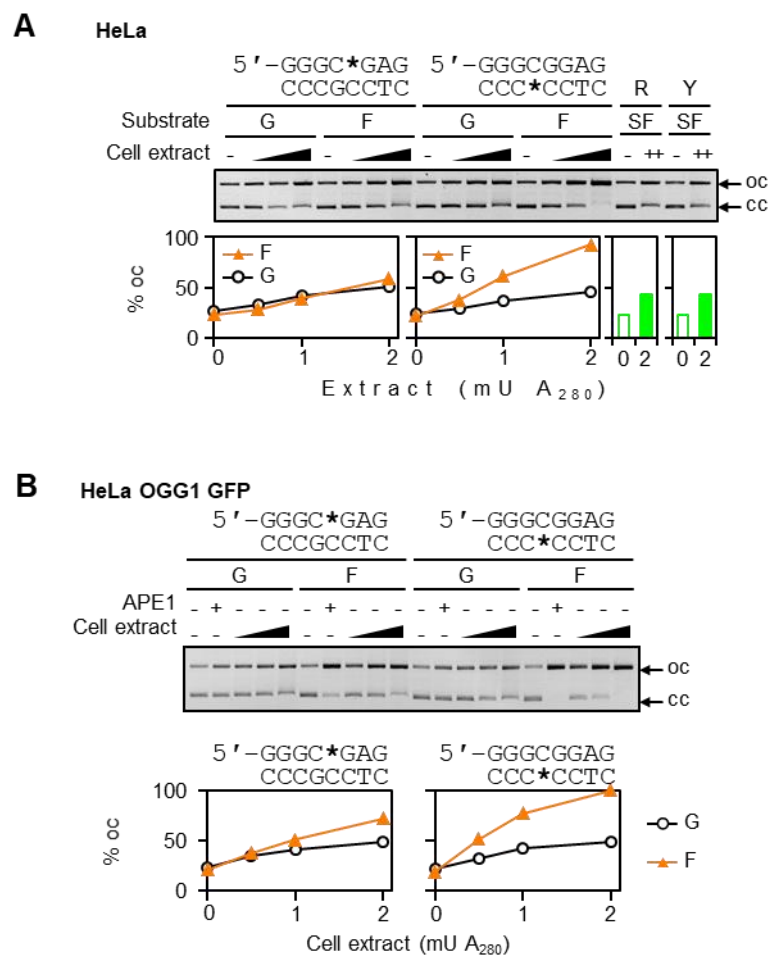 A
HeLa
5′-GGGC*GAG 5′-GGGCGGAG
CCCGCCTC CCC*CCTC R Y
Substrate G F G F SF SF
Cell extract - - - - - ++ - ++
oc
cc
% oc
100
50
0
F
G
F
G
0 1 2 0 1 2 0 2 0 2
Extract (mU A280)
B
HeLa OGG1 GFP
5′-GGGC*GAG 5′-GGGCGGAG
CCCGCCTC CCC*CCTC
G F G F
APE1 - + - - - - + - - - - + - - - - + - - -
Cell extract - - - - - - - -
oc
cc
5′-GGGC*GAG 5′-GGGCGGAG
CCCGCCTC CCC*CCTC
% oc
100
50
0
G
F
0 1 2 0 1 2
Cell extract (mU A280)